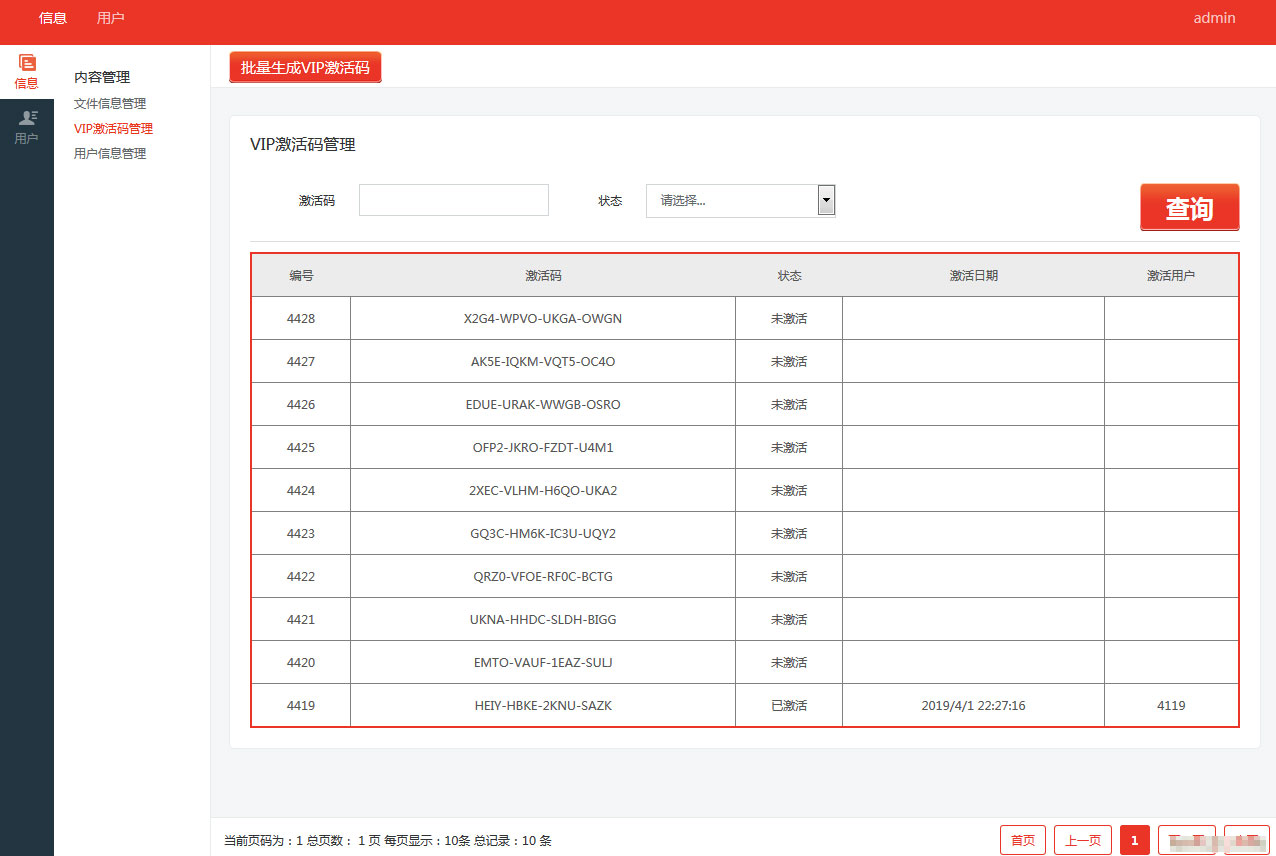 信息 用户 admin
信息
用户
内容管理
文件信息管理
VIP激活码管理
用户信息管理
批量生成VIP激活码
VIP激活码管理
激活码 状态 请选择... 查询
编号 激活码 状态 激活日期 激活用户
4428 X2G4-WPVO-UKGA-OWGN 未激活
4427 AK5E-IQKM-VQT5-OC4O 未激活
4426 EDUE-URAK-WWGB-OSRO 未激活
4425 OFP2-JKRO-FZDT-U4M1 未激活
4424 2XEC-VLHM-H6QO-UKA2 未激活
4423 GQ3C-HM6K-IC3U-UQY2 未激活
4422 QRZ0-VFOE-RF0C-BCTG 未激活
4421 UKNA-HHDC-SLDH-BIGG 未激活
4420 EMTO-VAUF-1EAZ-SULJ 未激活
4419 HEIY-HBKE-2KNU-SAZK 已激活 2019/4/1 22:27:16 4119
当前页码为：1 总页数： 1 页 每页显示：10条 总记录：10 条 首页 上一页 1